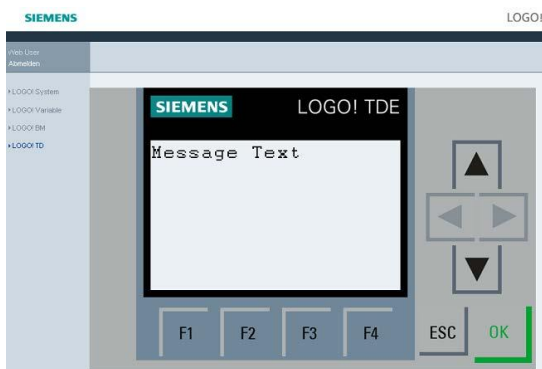 SIEMENS
LOGO!
Web User
Abmelden
LOGO! System
LOGO! Variable
LOGO! BM
LOGO! TD
SIEMENS
LOGO! TDE
Message Text
F1
F2
F3
F4
ESC
OK